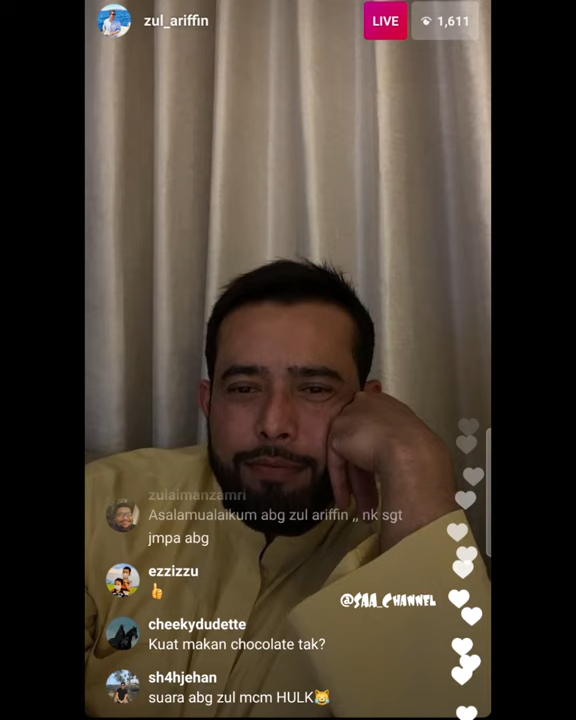 zul_ariffin
LIVE
1,611
zulaimanzamri
Asalamualaikum abg zul ariffin ,, nk sgt
jmpa abg
ezzizzu
👍
@SAA_CHANNEL
cheekydudette
Kuat makan chocolate tak?
sh4hjehan
suara abg zul mcm HULK😹